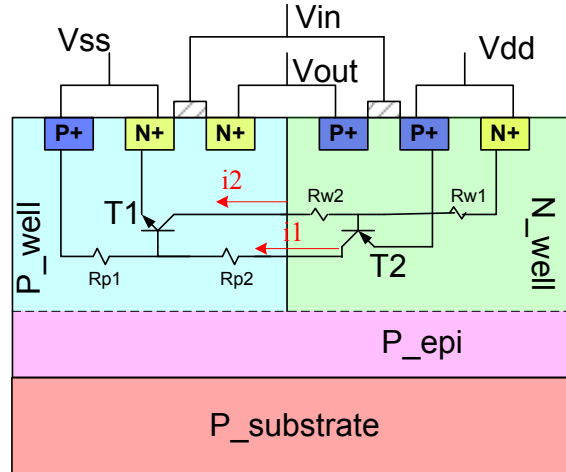 Vin
Vss
Vout
Vdd
P+
N+
N+
P+
P+
N+
i2
Rw2
Rw1
T1
i1
T2
Rp1
Rp2
P_well
N_well
P_epi
P_substrate